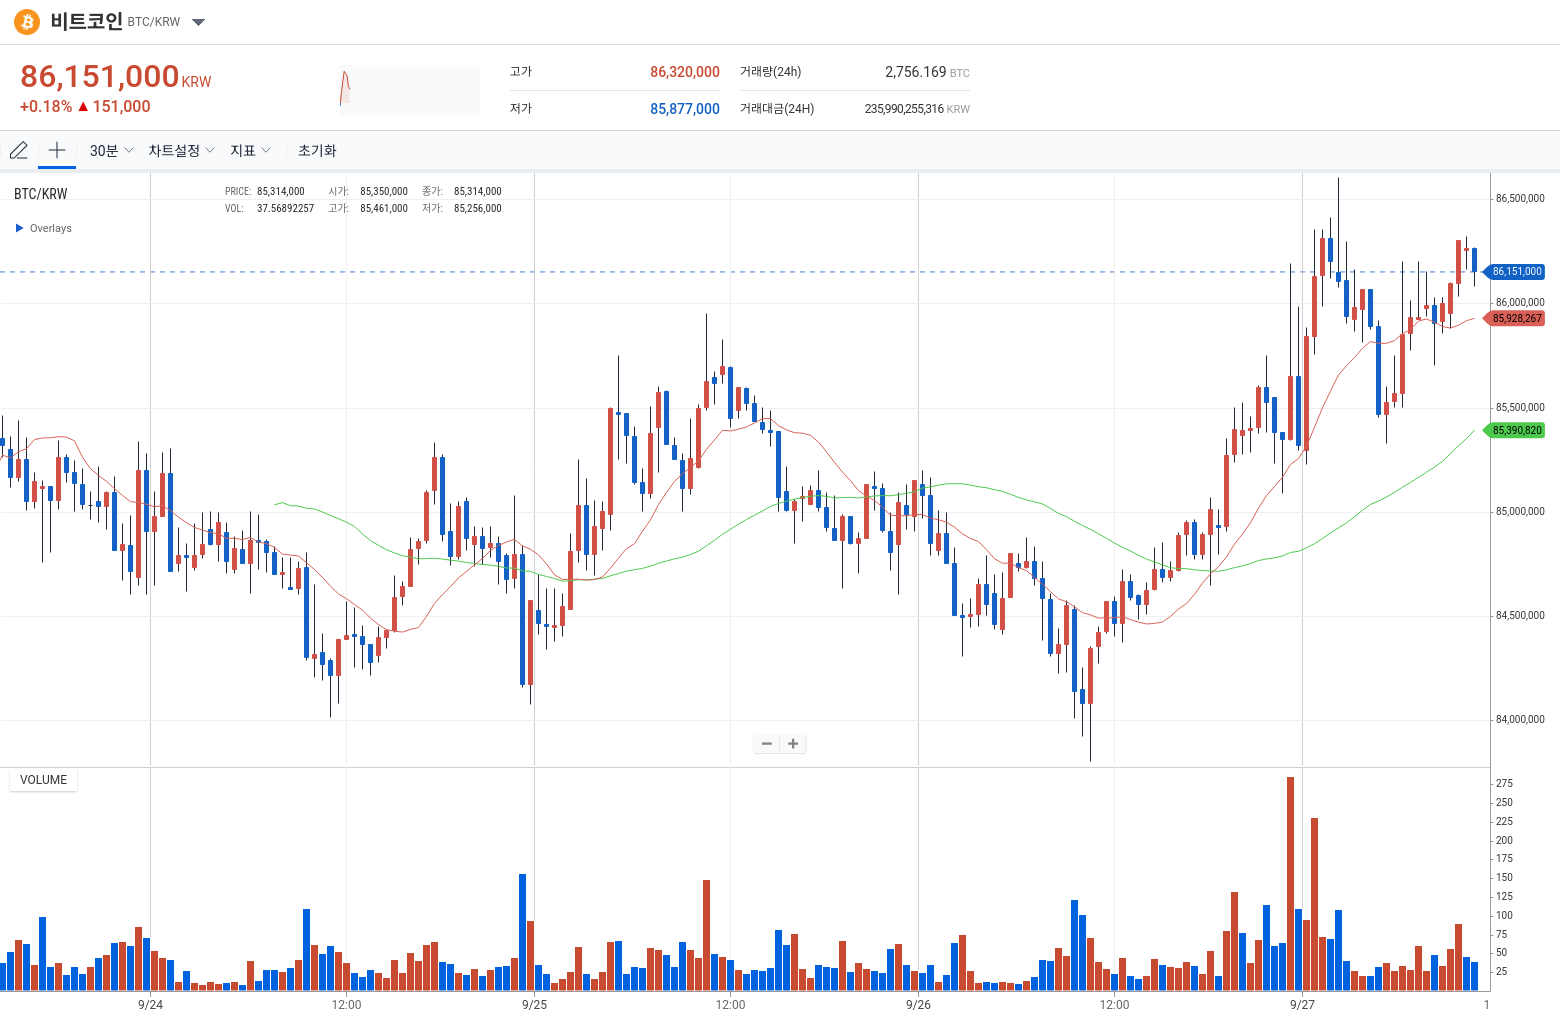 비트코인 BTC/KRW
86,151,000 KRW
+0.18% ▲ 151,000
고가 86,320,000
저가 85,877,000
거래량(24h) 2,756.169 BTC
거래대금(24H) 235,990,255,316 KRW
30분 차트설정 지표 초기화
BTC/KRW
PRICE: 85,314,000 시가: 85,350,000 종가: 85,314,000
VOL: 37.56892257 고가: 85,461,000 저가: 85,256,000
Overlays
86,500,000
86,151,000
86,000,000
85,928,267
85,500,000
85,390,820
85,000,000
84,500,000
84,000,000
VOLUME
275
250
225
200
175
150
125
100
75
50
25
9/24 12:00 9/25 12:00 9/26 12:00 9/27 1